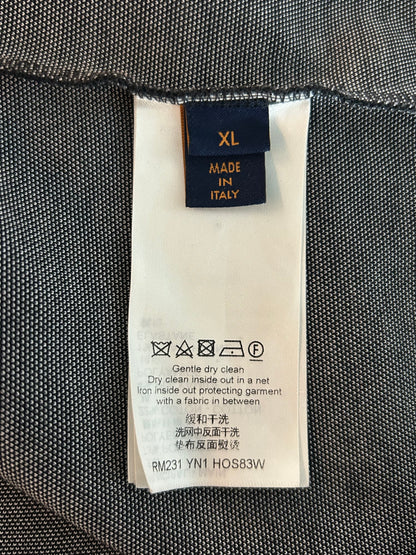 XL
MADE
IN
ITALY
Gentle dry clean
Dry clean inside out in a net
Iron inside out protecting garment
with a fabric in between
缓和干洗
洗网中反面干洗
垫布反面熨烫
RM231 YN1 HOS83W